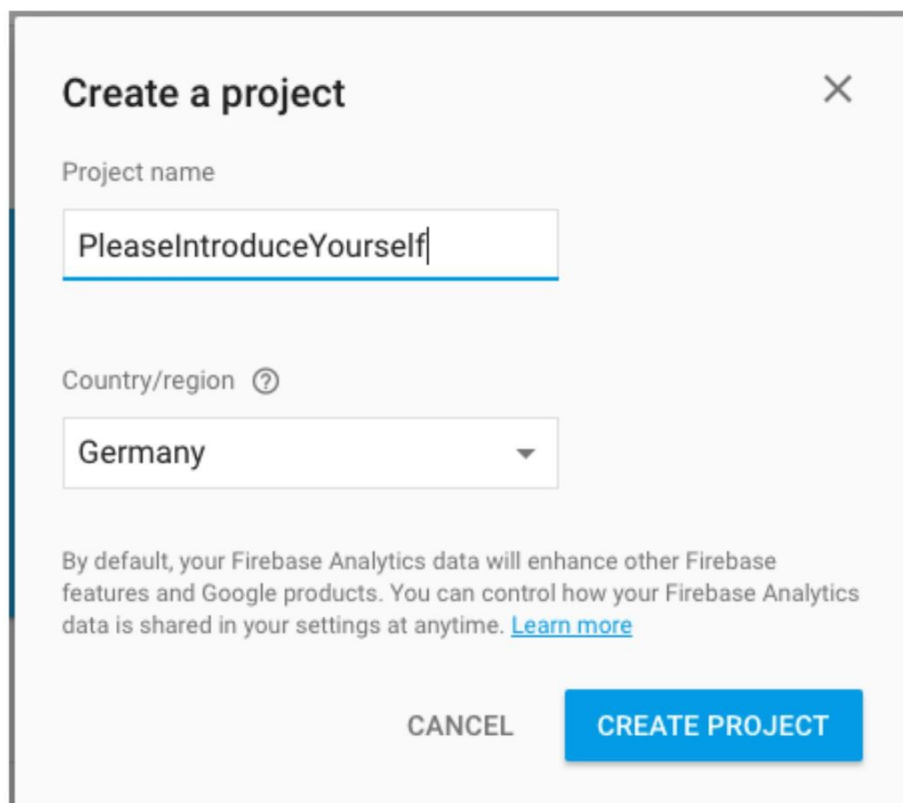 Create a project
Project name
PleaseIntroduceYourself
Country/region
Germany
By default, your Firebase Analytics data will enhance other Firebase
features and Google products. You can control how your Firebase Analytics
data is shared in your settings at anytime. Learn more
CANCEL CREATE PROJECT